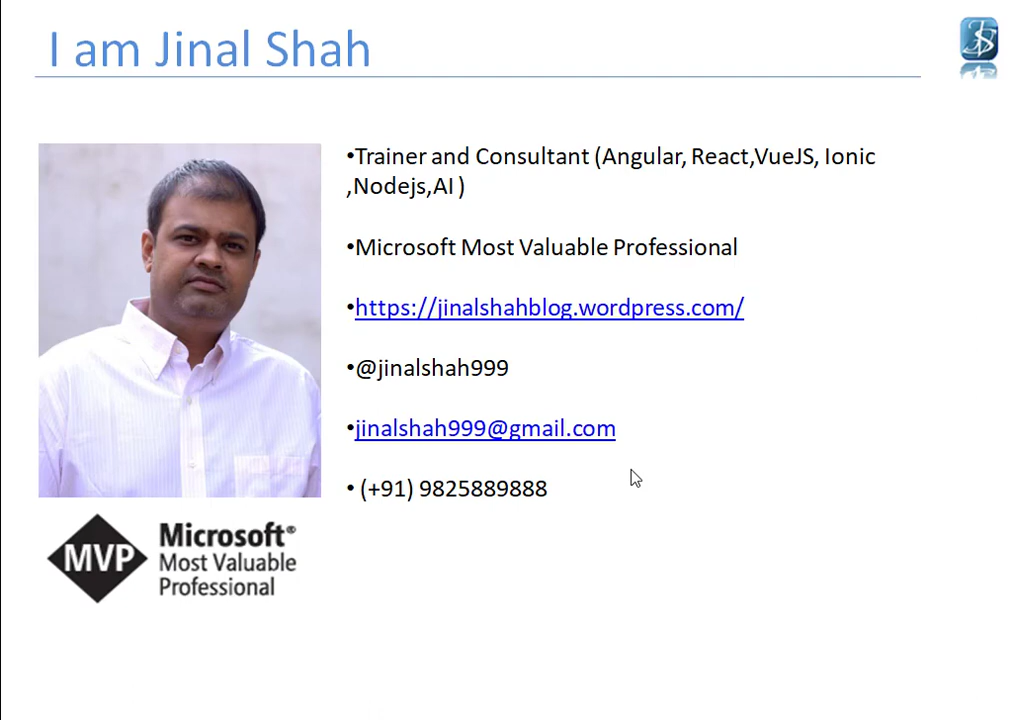 I am Jinal Shah
JS
•Trainer and Consultant (Angular, React,VueJS, Ionic
,Nodejs,AI )
•Microsoft Most Valuable Professional
•https://jinalshahblog.wordpress.com/
•@jinalshah999
•jinalshah999@gmail.com
• (+91) 9825889888
MVP
Microsoft®
Most Valuable
Professional